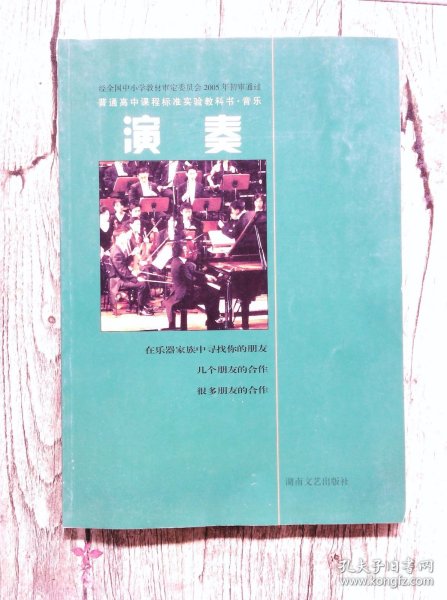 经全国中小学教材审定委员会 2005 年初审通过
普通高中课程标准实验教科书·音乐
演奏
在乐器家族中寻找你的朋友
几个朋友的合作
很多朋友的合作
湖南文艺出版社
孔夫子旧书网
www.kongfz.com